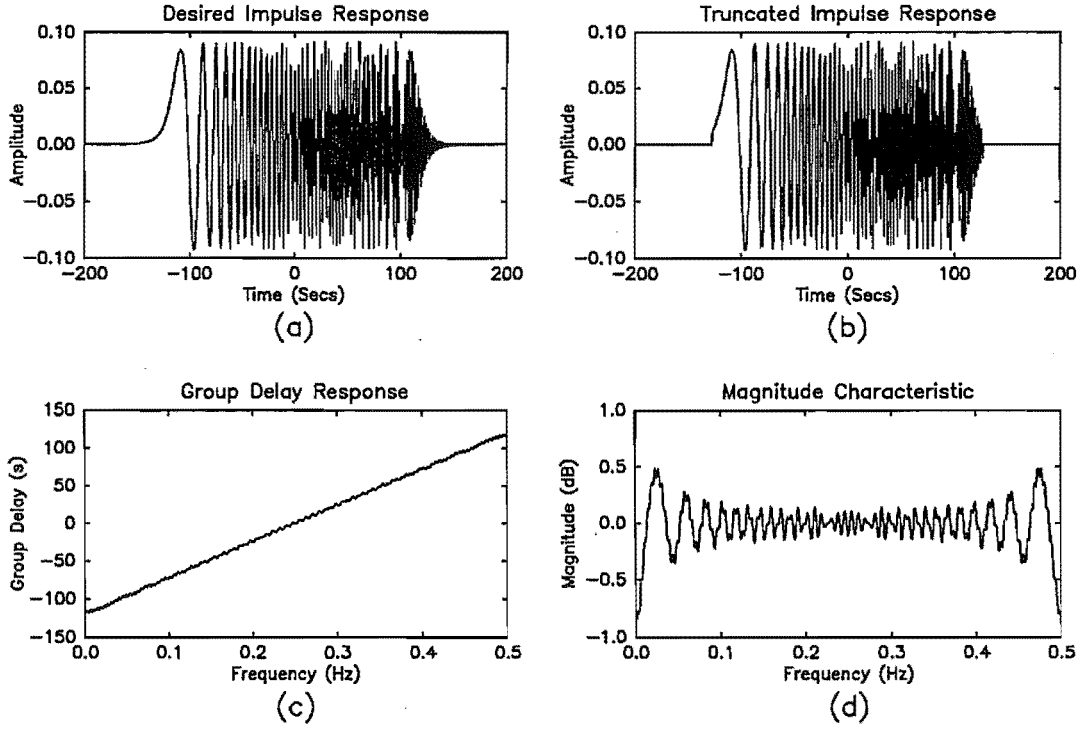 Desired Impulse Response
0.10
0.05
0.00
−0.05
−0.10
Amplitude
−200
−100
0
100
200
Time (Secs)
(a)
Truncated Impulse Response
0.10
0.05
0.00
−0.05
−0.10
Amplitude
−200
−100
0
100
200
Time (Secs)
(b)
Group Delay Response
150
100
50
0
−50
−100
−150
Group Delay (s)
0.0
0.1
0.2
0.3
0.4
0.5
Frequency (Hz)
(c)
Magnitude Characteristic
1.0
0.5
0.0
−0.5
−1.0
Magnitude (dB)
0.0
0.1
0.2
0.3
0.4
0.5
Frequency (Hz)
(d)